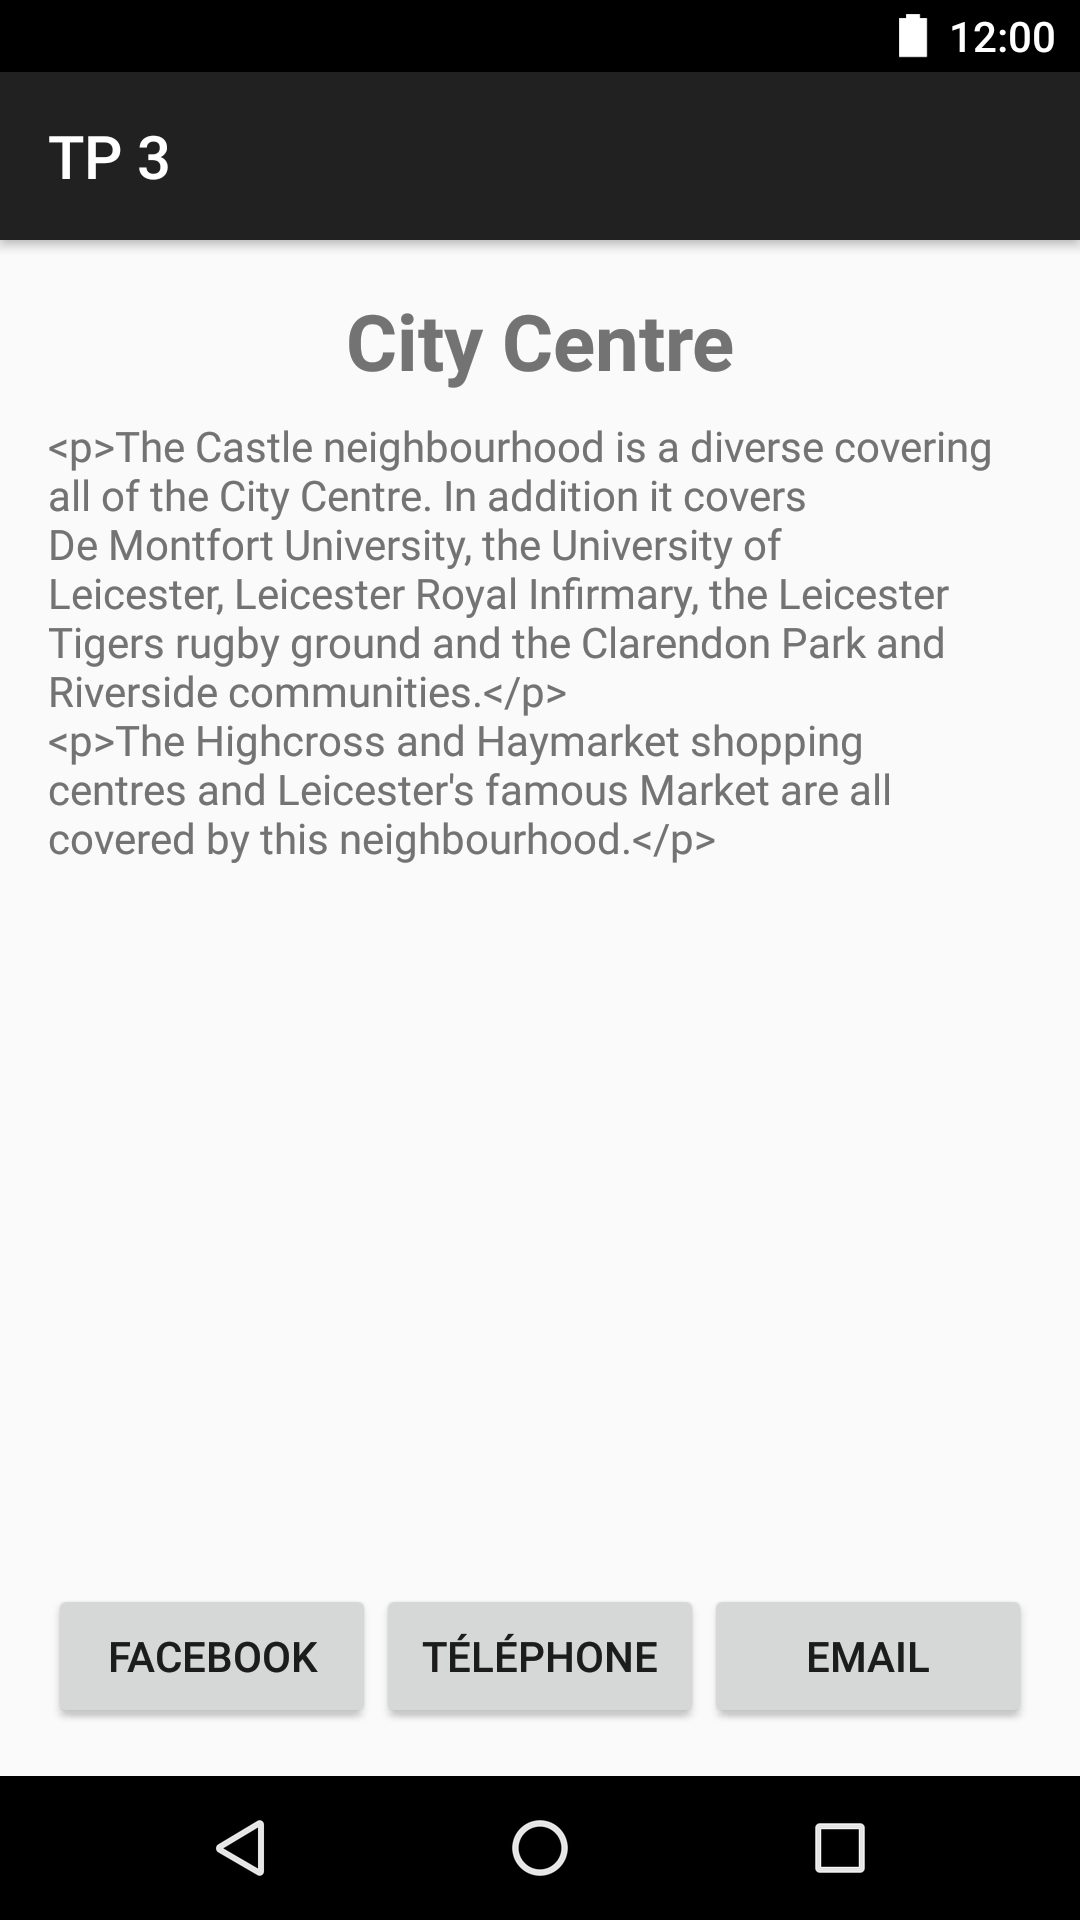 12:00
TP 3
City Centre
<p>The Castle neighbourhood is a diverse covering
all of the City Centre. In addition it covers
De Montfort University, the University of
Leicester, Leicester Royal Infirmary, the Leicester
Tigers rugby ground and the Clarendon Park and
Riverside communities.</p>
<p>The Highcross and Haymarket shopping
centres and Leicester's famous Market are all
covered by this neighbourhood.</p>
FACEBOOK TÉLÉPHONE EMAIL